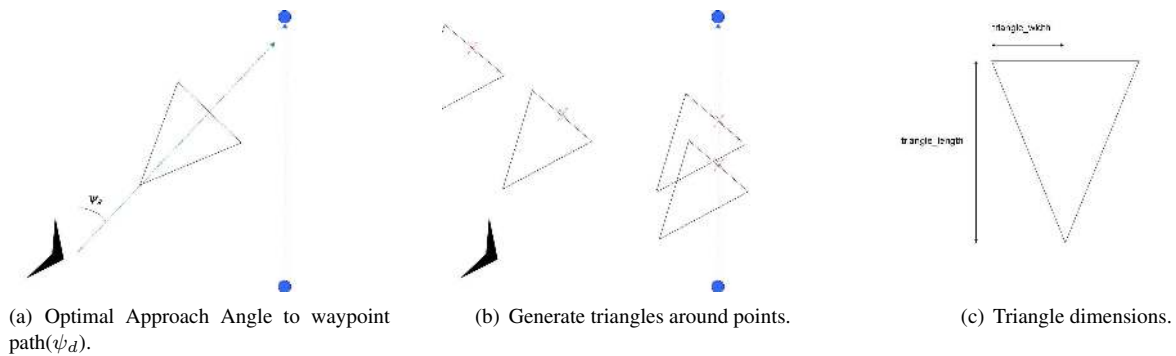 ψd
triangle_width
triangle_length
(a) Optimal Approach Angle to waypoint
path(ψd).
(b) Generate triangles around points.
(c) Triangle dimensions.